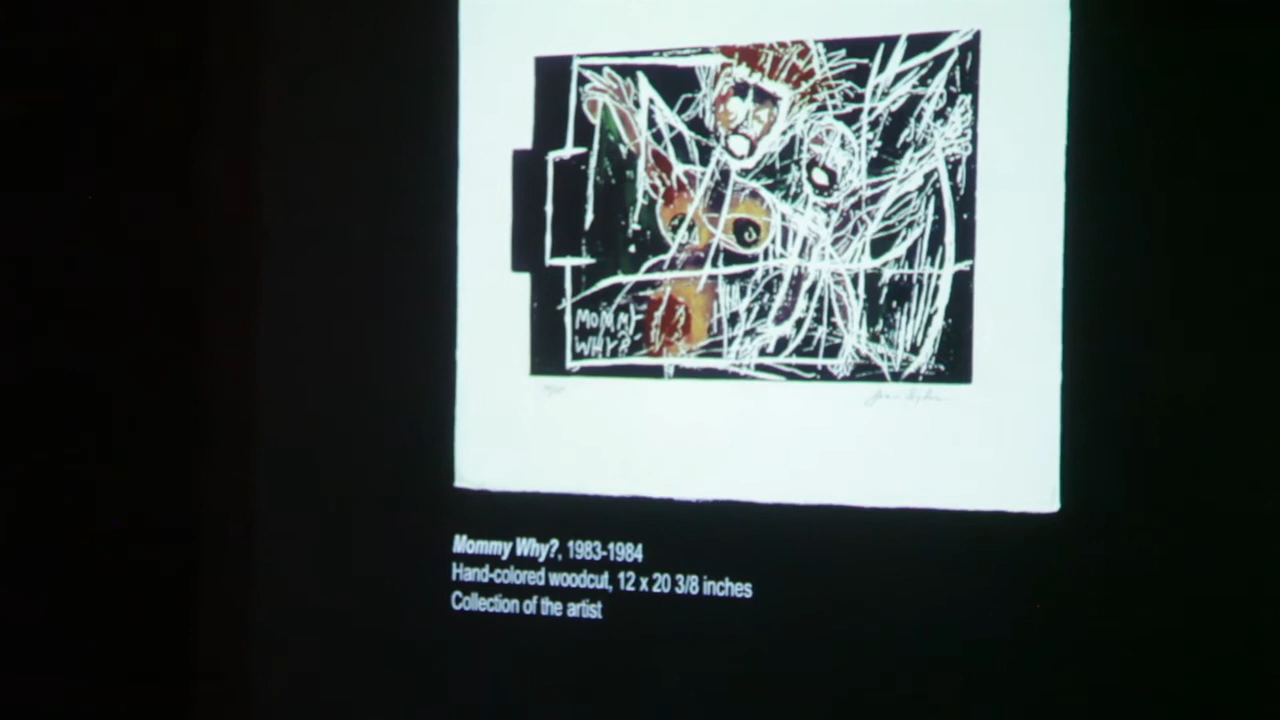 MOMMY
WHY?
Mommy Why?, 1983-1984
Hand-colored woodcut, 12 x 20 3/8 inches
Collection of the artist